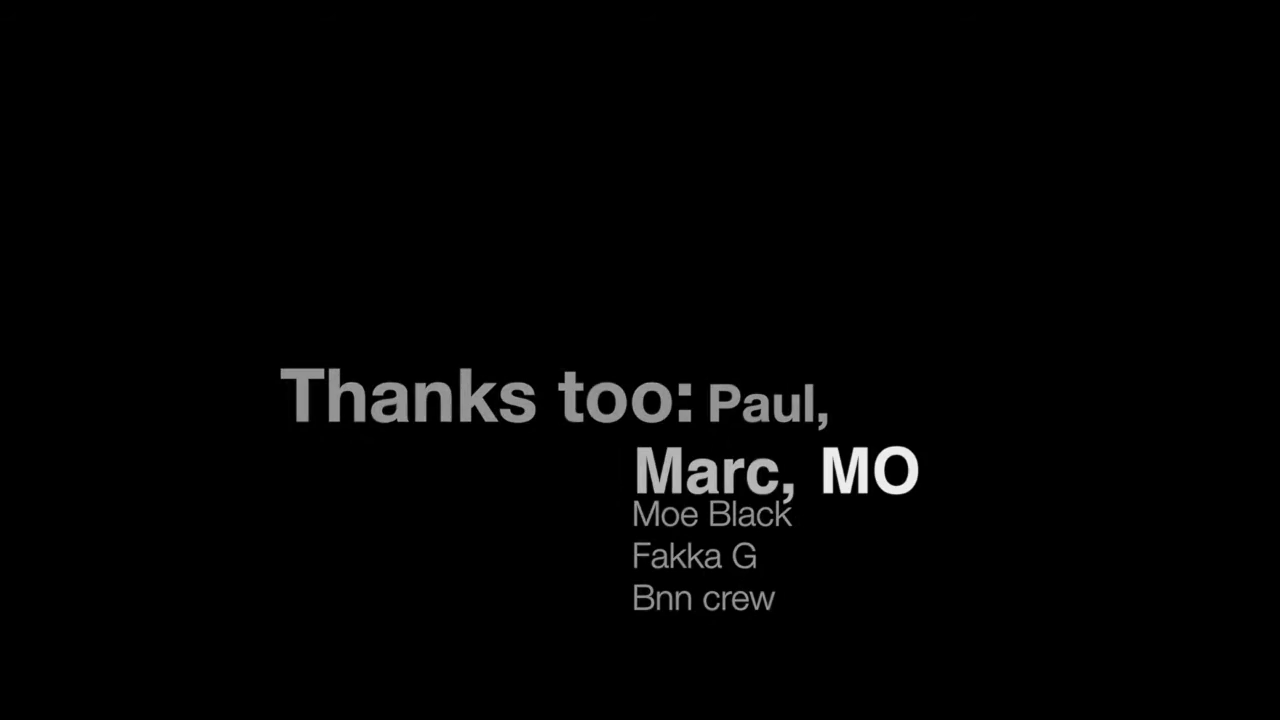 Thanks too: Paul,
Marc, MO
Moe Black
Fakka G
Bnn crew